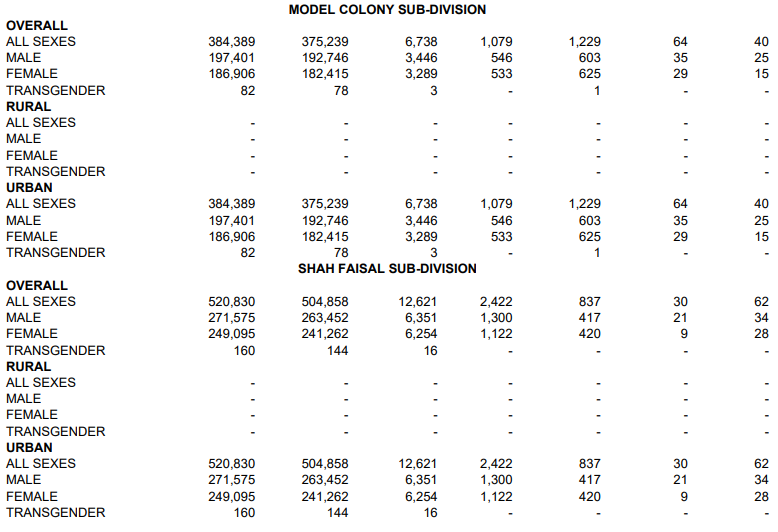 MODEL COLONY SUB-DIVISION
OVERALL
ALL SEXES 384,389 375,239 6,738 1,079 1,229 64 40
MALE 197,401 192,746 3,446 546 603 35 25
FEMALE 186,906 182,415 3,289 533 625 29 15
TRANSGENDER 82 78 3 - 1 - -
RURAL
ALL SEXES - - - - - - -
MALE - - - - - - -
FEMALE - - - - - - -
TRANSGENDER - - - - - - -
URBAN
ALL SEXES 384,389 375,239 6,738 1,079 1,229 64 40
MALE 197,401 192,746 3,446 546 603 35 25
FEMALE 186,906 182,415 3,289 533 625 29 15
TRANSGENDER 82 78 3 - 1 - -
SHAH FAISAL SUB-DIVISION
OVERALL
ALL SEXES 520,830 504,858 12,621 2,422 837 30 62
MALE 271,575 263,452 6,351 1,300 417 21 34
FEMALE 249,095 241,262 6,254 1,122 420 9 28
TRANSGENDER 160 144 16 - - - -
RURAL
ALL SEXES - - - - - - -
MALE - - - - - - -
FEMALE - - - - - - -
TRANSGENDER - - - - - - -
URBAN
ALL SEXES 520,830 504,858 12,621 2,422 837 30 62
MALE 271,575 263,452 6,351 1,300 417 21 34
FEMALE 249,095 241,262 6,254 1,122 420 9 28
TRANSGENDER 160 144 16 - - - -